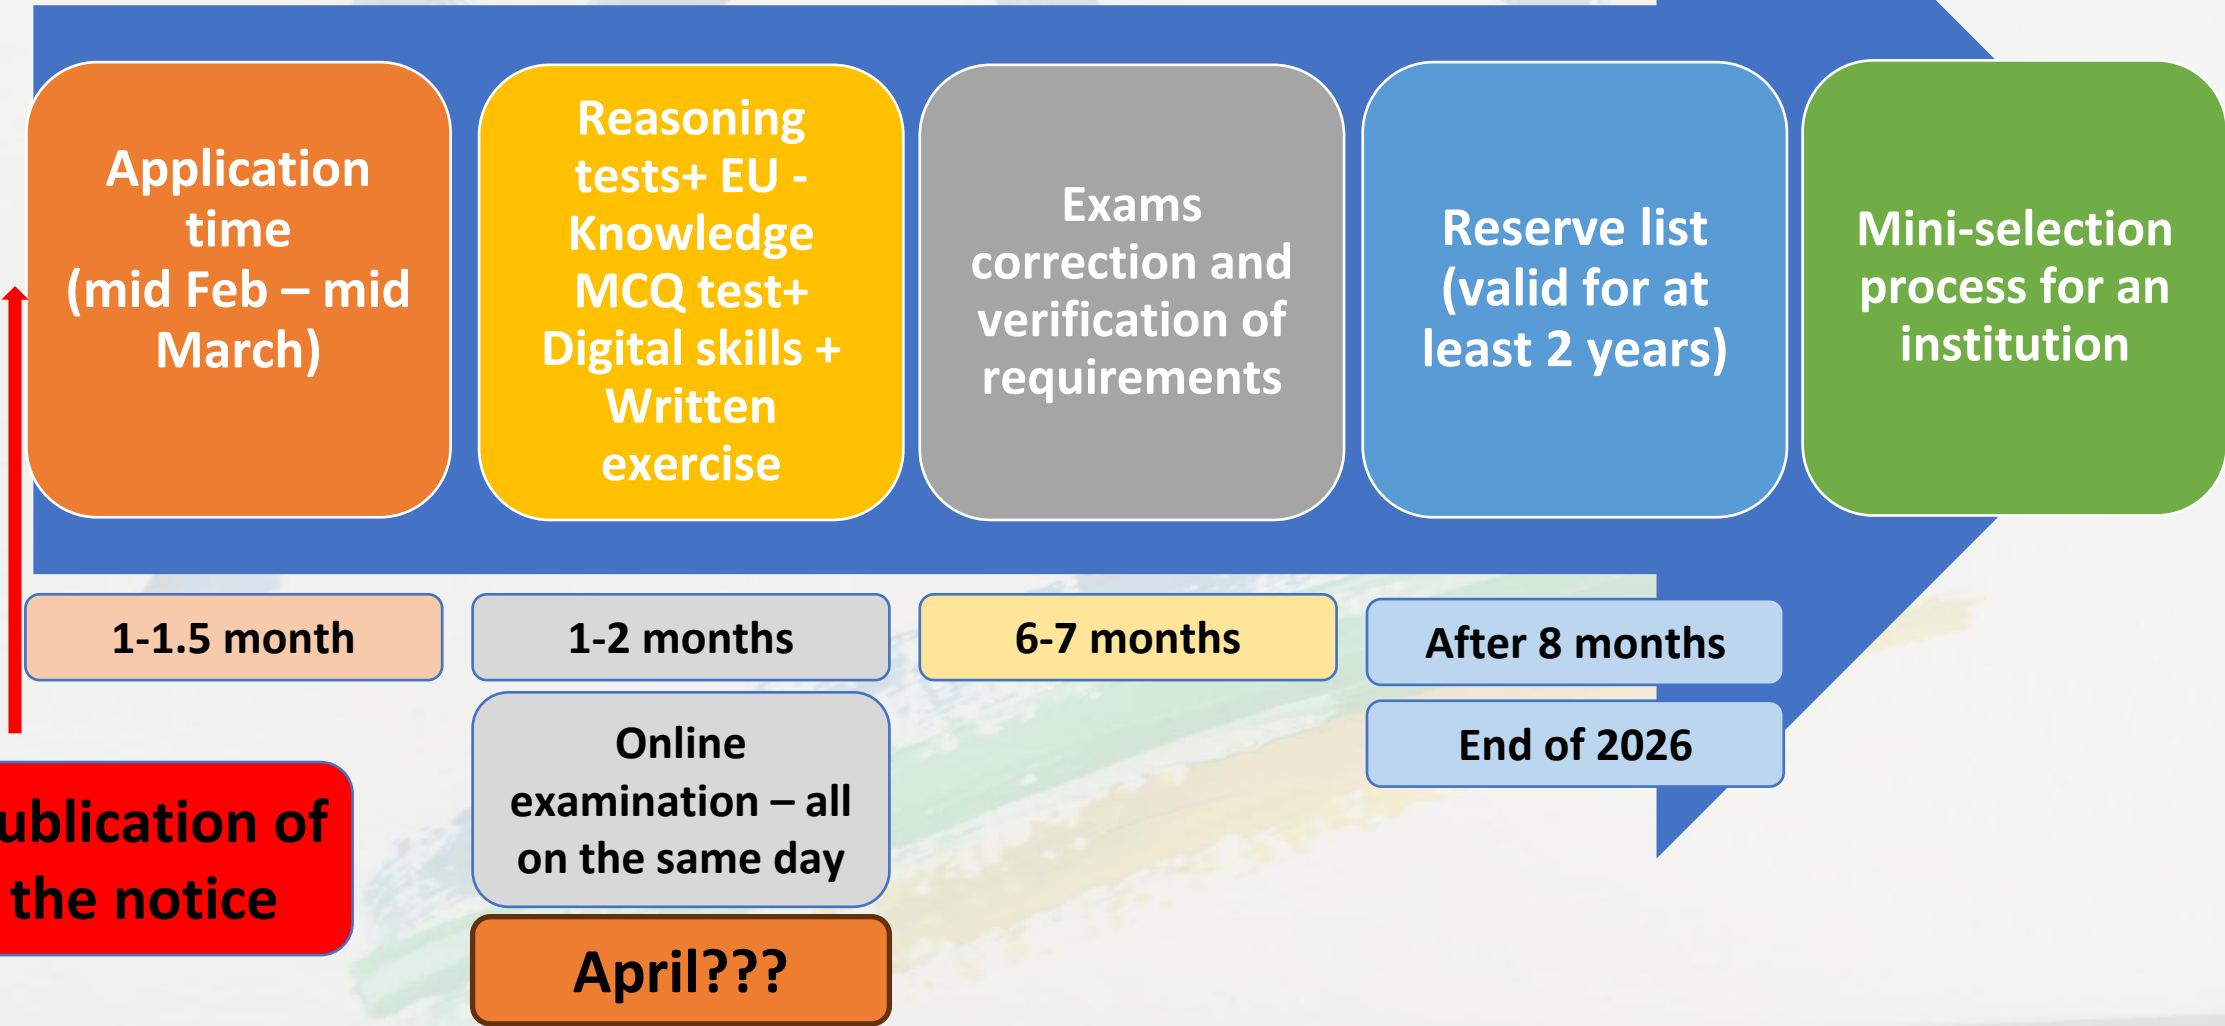 Application
time
(mid Feb – mid
March)
Reasoning
tests+ EU -
Knowledge
MCQ test+
Digital skills +
Written
exercise
Exams
correction and
verification of
requirements
Reserve list
(valid for at
least 2 years)
Mini-selection
process for an
institution
1-1.5 month
1-2 months
6-7 months
After 8 months
End of 2026
Online
examination – all
on the same day
April???
ublication of
the notice